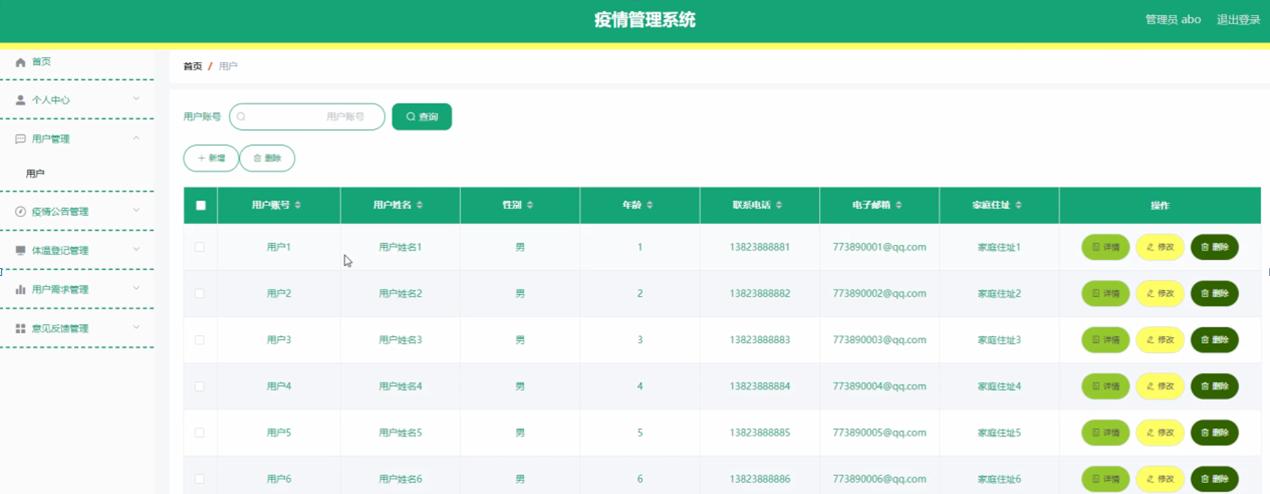 疫情管理系统
管理员 abo 退出登录
首页
个人中心
用户管理
用户
疫情公告管理
体温登记管理
用户需求管理
意见反馈管理
首页 / 用户
用户账号 用户账号 查询
新增 删除
用户账号 用户姓名 性别 年龄 联系电话 电子邮箱 家庭住址 操作
用户1 用户姓名1 男 1 13823888881 773890001@qq.com 家庭住址1 详情 修改 删除
用户2 用户姓名2 男 2 13823888882 773890002@qq.com 家庭住址2 详情 修改 删除
用户3 用户姓名3 男 3 13823888883 773890003@qq.com 家庭住址3 详情 修改 删除
用户4 用户姓名4 男 4 13823888884 773890004@qq.com 家庭住址4 详情 修改 删除
用户5 用户姓名5 男 5 13823888885 773890005@qq.com 家庭住址5 详情 修改 删除
用户6 用户姓名6 男 6 13823888886 773890006@qq.com 家庭住址6 详情 修改 删除